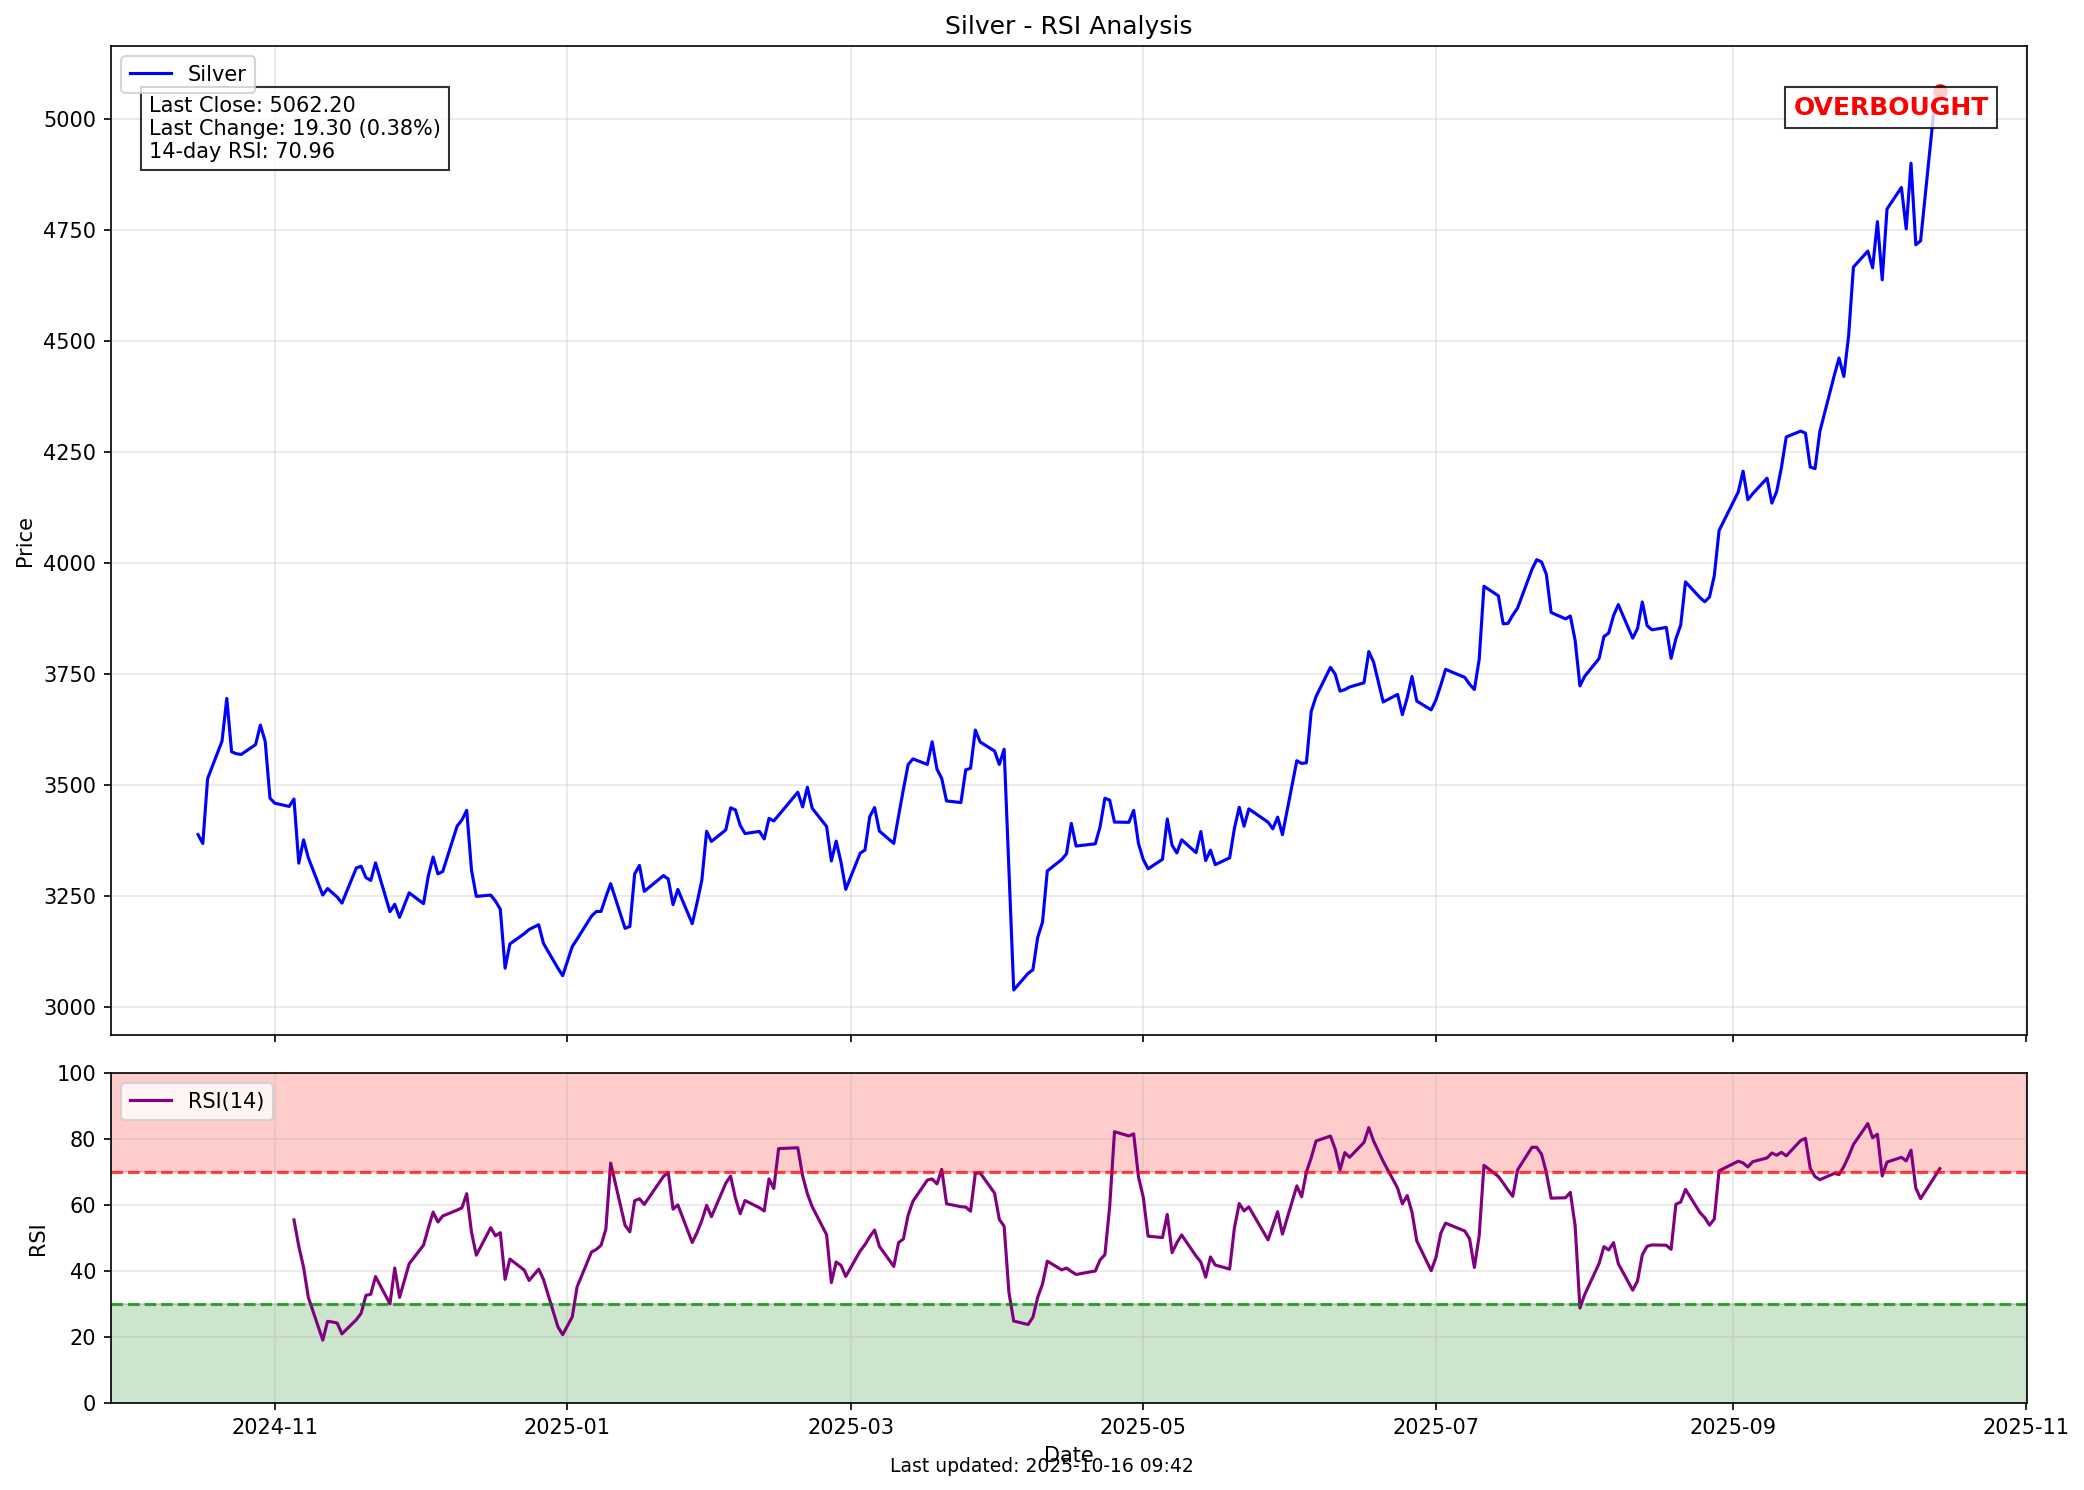 Silver - RSI Analysis
Silver
Last Close: 5062.20
Last Change: 19.30 (0.38%)
14-day RSI: 70.96
OVERBOUGHT
5000
4750
4500
4250
4000
3750
3500
3250
3000
Price
RSI(14)
100
80
60
40
20
0
RSI
2024-11
2025-01
2025-03
2025-05
2025-07
2025-09
2025-11
Date
Last updated: 2025-10-16 09:42